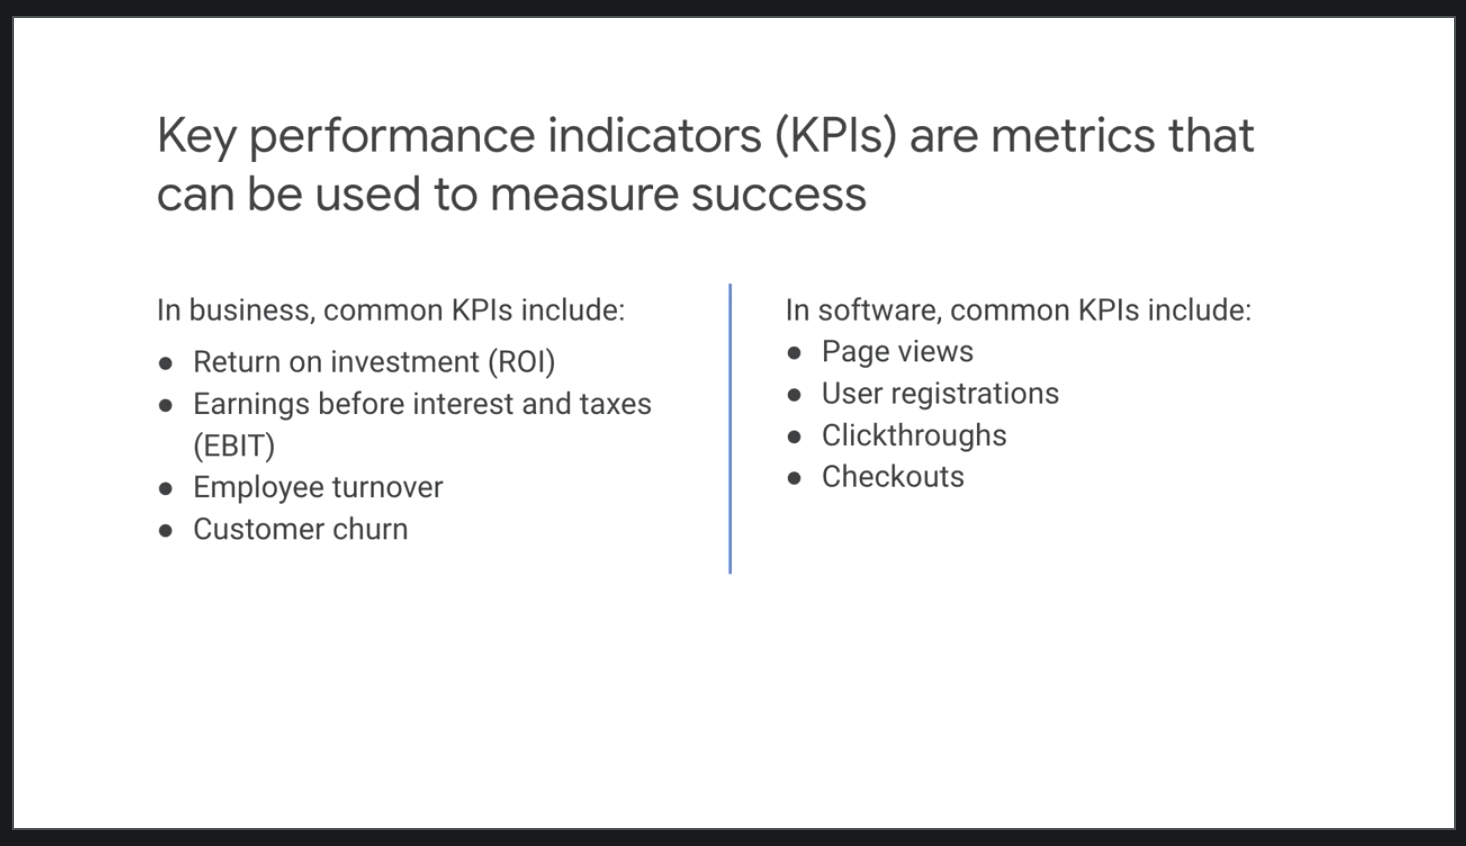 Key performance indicators (KPIs) are metrics that
can be used to measure success
In business, common KPIs include:
● Return on investment (ROI)
● Earnings before interest and taxes
(EBIT)
● Employee turnover
● Customer churn
In software, common KPIs include:
● Page views
● User registrations
● Clickthroughs
● Checkouts